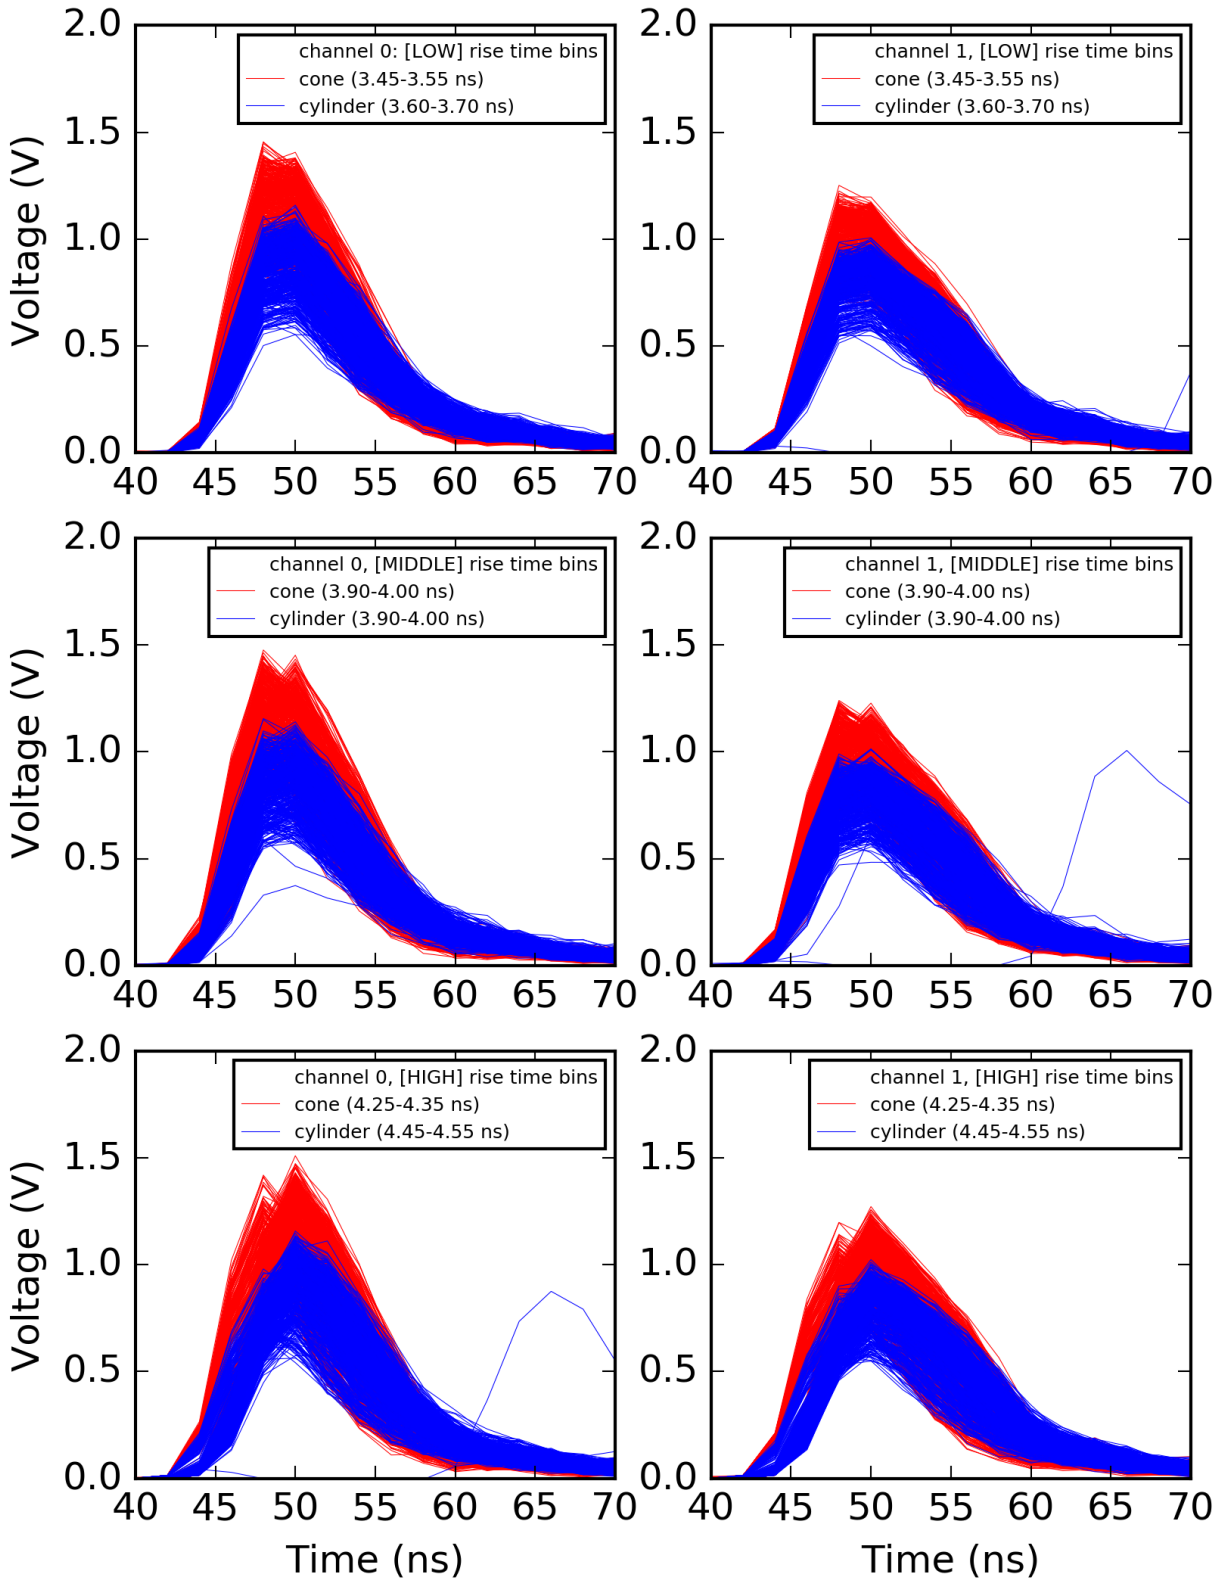 2.0
1.5
1.0
0.5
0.0
Voltage (V)
channel 0: [LOW] rise time bins
cone (3.45-3.55 ns)
cylinder (3.60-3.70 ns)
40 45 50 55 60 65 70
2.0
1.5
1.0
0.5
0.0
channel 1, [LOW] rise time bins
cone (3.45-3.55 ns)
cylinder (3.60-3.70 ns)
40 45 50 55 60 65 70
2.0
1.5
1.0
0.5
0.0
Voltage (V)
channel 0, [MIDDLE] rise time bins
cone (3.90-4.00 ns)
cylinder (3.90-4.00 ns)
40 45 50 55 60 65 70
2.0
1.5
1.0
0.5
0.0
channel 1, [MIDDLE] rise time bins
cone (3.90-4.00 ns)
cylinder (3.90-4.00 ns)
40 45 50 55 60 65 70
2.0
1.5
1.0
0.5
0.0
Voltage (V)
channel 0, [HIGH] rise time bins
cone (4.25-4.35 ns)
cylinder (4.45-4.55 ns)
40 45 50 55 60 65 70
Time (ns)
2.0
1.5
1.0
0.5
0.0
channel 1, [HIGH] rise time bins
cone (4.25-4.35 ns)
cylinder (4.45-4.55 ns)
40 45 50 55 60 65 70
Time (ns)